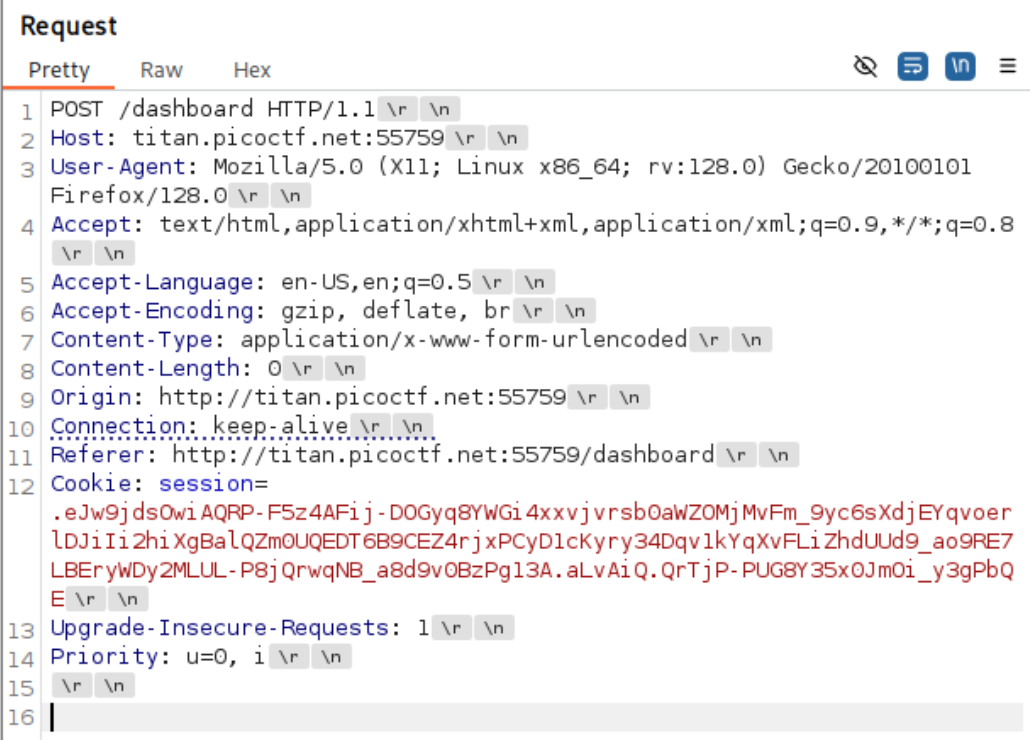 Request
Pretty Raw Hex \n
1 POST /dashboard HTTP/1.1 \r \n
2 Host: titan.picoctf.net:55759 \r \n
3 User-Agent: Mozilla/5.0 (X11; Linux x86_64; rv:128.0) Gecko/20100101
Firefox/128.0 \r \n
4 Accept: text/html,application/xhtml+xml,application/xml;q=0.9,*/*;q=0.8
\r \n
5 Accept-Language: en-US,en;q=0.5 \r \n
6 Accept-Encoding: gzip, deflate, br \r \n
7 Content-Type: application/x-www-form-urlencoded \r \n
8 Content-Length: 0 \r \n
9 Origin: http://titan.picoctf.net:55759 \r \n
10 Connection: keep-alive \r \n
11 Referer: http://titan.picoctf.net:55759/dashboard \r \n
12 Cookie: session=
.eJw9jdsOwiAQRP-F5z4AFij-DOGyq8YWGi4xxvjvrsb0aWZOMjMvFm_9yc6sXdjEYqvoer
lDJiIi2hiXgBalQZm0UQEDT6B9CEZ4rjxPCyD1cKyry34Dqv1kYqXvFLiZhdUUd9_ao9RE7
LBEryWDy2MLUL-P8jQrwqNB_a8d9v0BzPg13A.aLvAiQ.QrTjP-PUG8Y35x0JmOi_y3gPbQ
E \r \n
13 Upgrade-Insecure-Requests: 1 \r \n
14 Priority: u=0, i \r \n
15 \r \n
16